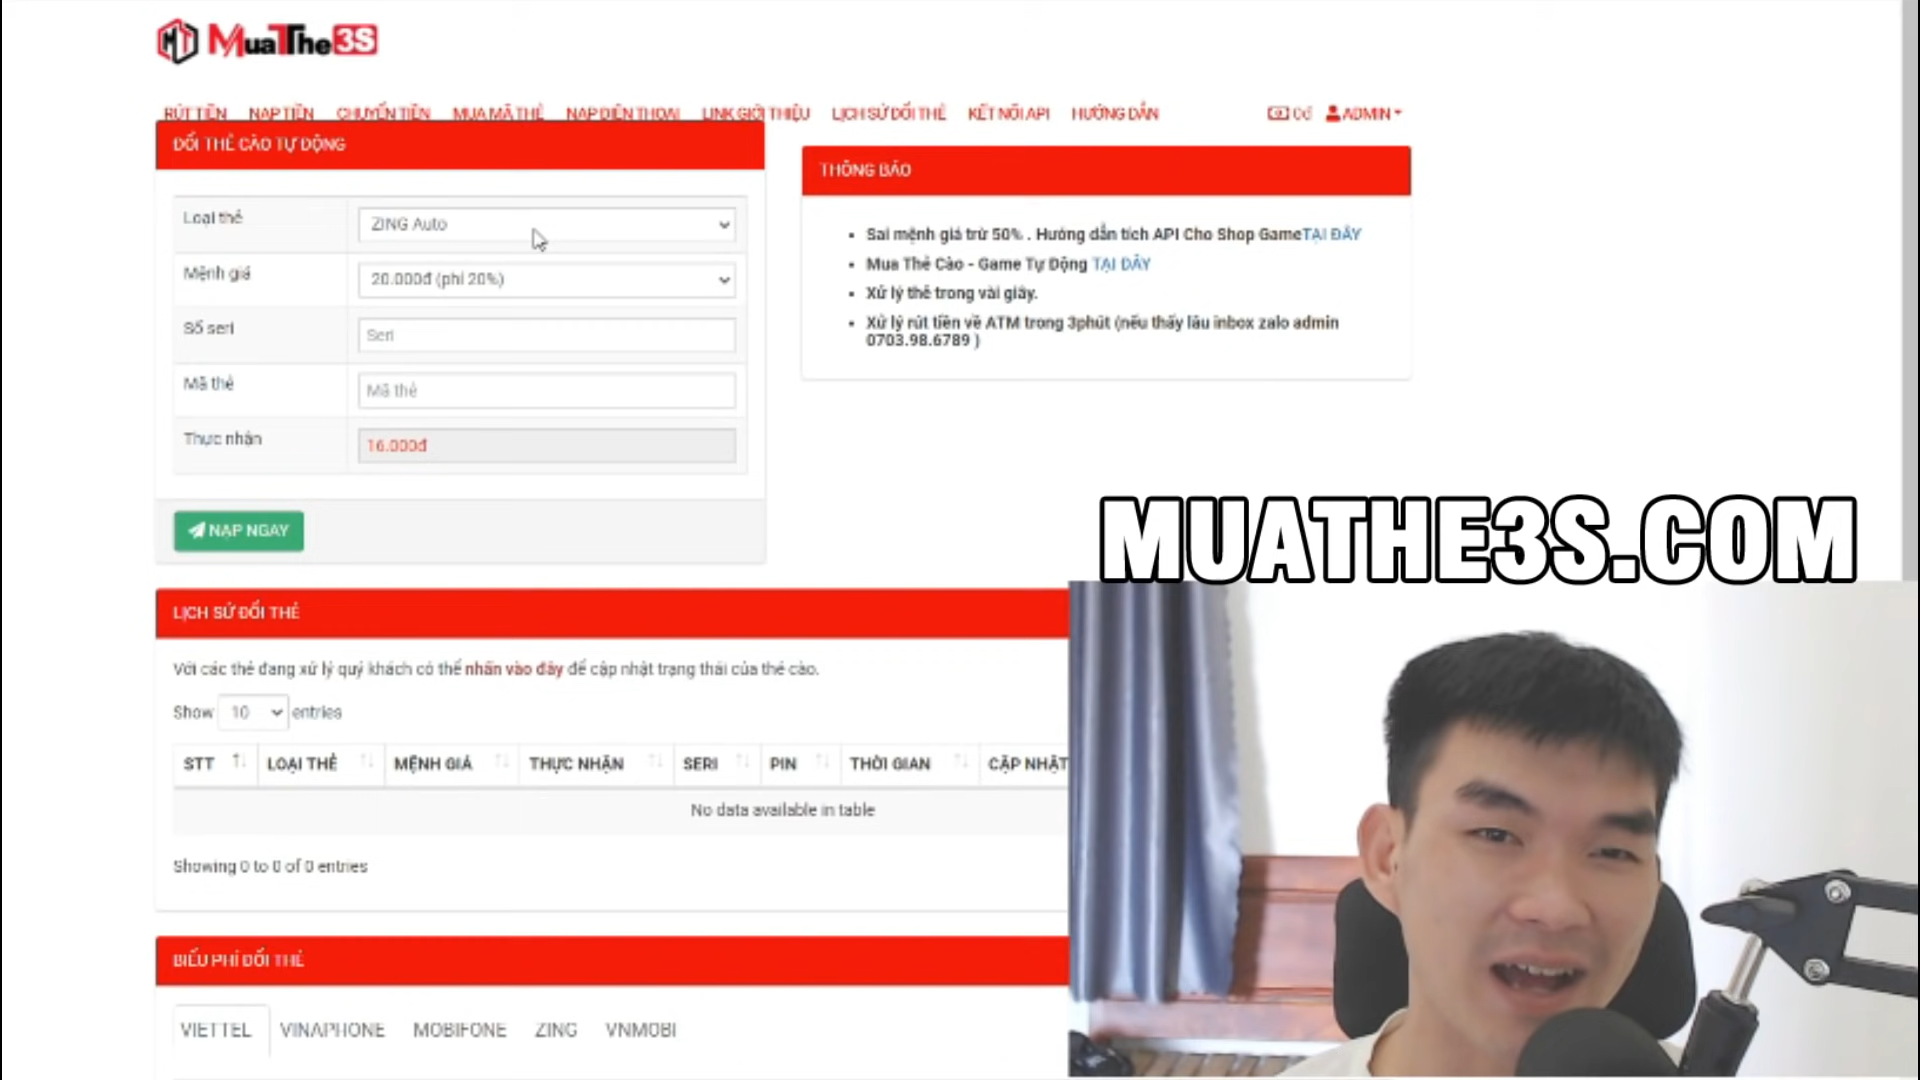 MuaThe3S
RÚT TIỀN NẠP TIỀN CHUYỂN TIỀN MUA MÃ THẺ NẠP ĐIỆN THOẠI LINK GIỚI THIỆU LỊCH SỬ ĐỔI THẺ KẾT NỐI API HƯỚNG DẪN 0đ ADMIN
ĐỔI THẺ CÀO TỰ ĐỘNG
Loại thẻ ZING Auto
Mệnh giá 20.000đ (phí 20%)
Số seri Seri
Mã thẻ Mã thẻ
Thực nhận 16.000đ
NẠP NGAY
THÔNG BÁO
Sai mệnh giá trừ 50% . Hướng dẫn tích API Cho Shop GameTẠI ĐÂY
Mua Thẻ Cào - Game Tự Động TẠI ĐÂY
Xử lý thẻ trong vài giây.
Xử lý rút tiền về ATM trong 3phút (nếu thấy lâu inbox zalo admin
0703.98.6789 )
MUATHE3S.COM
LỊCH SỬ ĐỔI THẺ
Với các thẻ đang xử lý quý khách có thể nhấn vào đây để cập nhật trạng thái của thẻ cào.
Show 10 entries
STT LOẠI THẺ MỆNH GIÁ THỰC NHẬN SERI PIN THỜI GIAN CẬP NHẬT
No data available in table
Showing 0 to 0 of 0 entries
BIỂU PHÍ ĐỔI THẺ
VIETTEL VINAPHONE MOBIFONE ZING VNMOBI